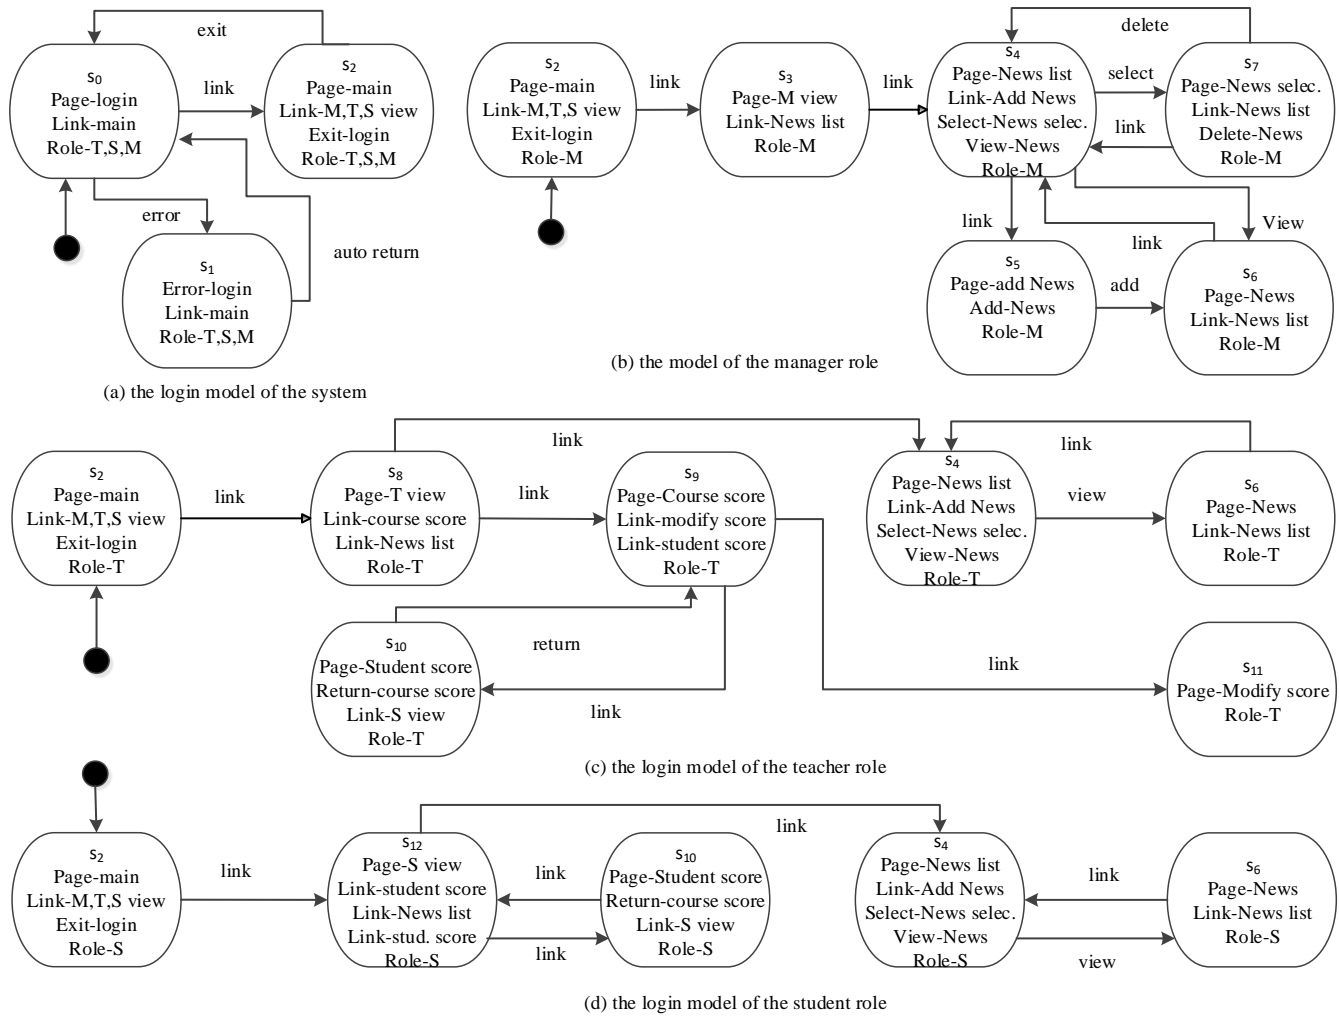 exit
s0
Page-login
Link-main
Role-T,S,M
link
s2
Page-main
Link-M,T,S view
Exit-login
Role-T,S,M
error
auto return
s1
Error-login
Link-main
Role-T,S,M
(a) the login model of the system
s2
Page-main
Link-M,T,S view
Exit-login
Role-M
link
s3
Page-M view
Link-News list
Role-M
link
s4
Page-News list
Link-Add News
Select-News selec.
View-News
Role-M
delete
select
link
s7
Page-News selec.
Link-News list
Delete-News
Role-M
link
link
View
s5
Page-add News
Add-News
Role-M
add
s6
Page-News
Link-News list
Role-M
(b) the model of the manager role
s2
Page-main
Link-M,T,S view
Exit-login
Role-T
link
s8
Page-T view
Link-course score
Link-News list
Role-T
link
link
s9
Page-Course score
Link-modify score
Link-student score
Role-T
s4
Page-News list
Link-Add News
Select-News selec.
View-News
Role-T
link
view
s6
Page-News
Link-News list
Role-T
s10
Page-Student score
Return-course score
Link-S view
Role-T
return
link
link
s11
Page-Modify score
Role-T
(c) the login model of the teacher role
s2
Page-main
Link-M,T,S view
Exit-login
Role-S
link
s12
Page-S view
Link-student score
Link-News list
Link-stud. score
Role-S
link
link
s10
Page-Student score
Return-course score
Link-S view
Role-S
link
s4
Page-News list
Link-Add News
Select-News selec.
View-News
Role-S
link
view
s6
Page-News
Link-News list
Role-S
(d) the login model of the student role